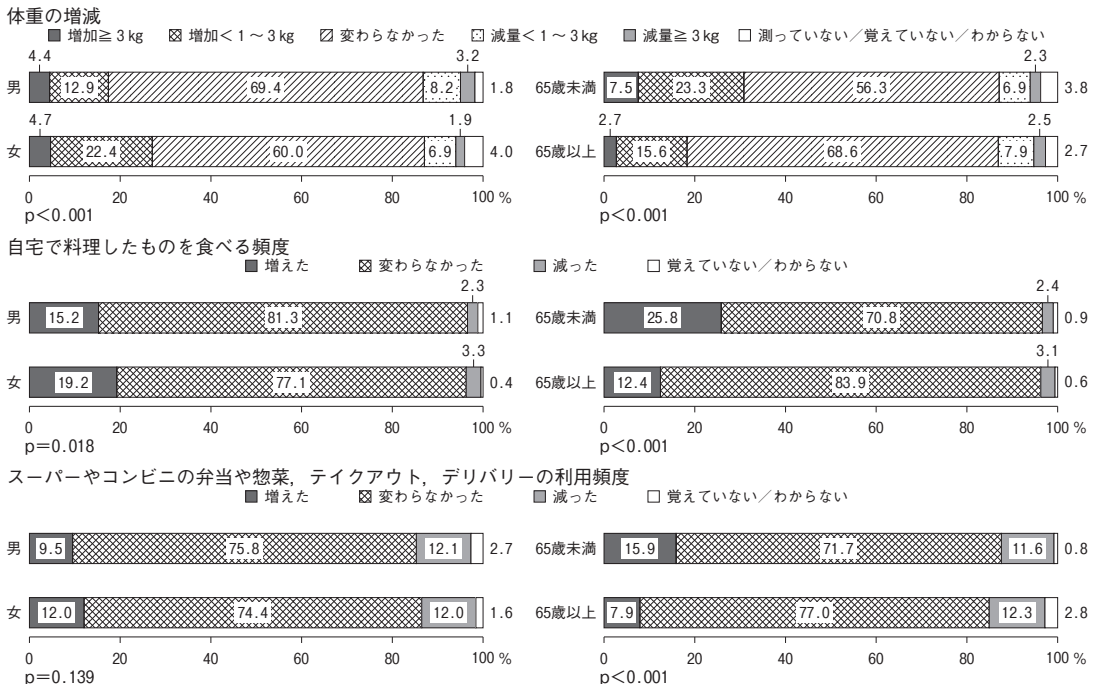 体重の増減
増加≧3kg 増加<1～3kg 変わらなかった 減量<1～3kg 減量≧3kg 測っていない／覚えていない／わからない
4.4 3.2
男 12.9 69.4 8.2 1.8
4.7 1.9
女 22.4 60.0 6.9 4.0
0 20 40 60 80 100 %
p<0.001
2.3
65歳未満 7.5 23.3 56.3 6.9 3.8
2.7 2.5
65歳以上 15.6 68.6 7.9 2.7
0 20 40 60 80 100 %
p<0.001
自宅で料理したものを食べる頻度
増えた 変わらなかった 減った 覚えていない／わからない
2.3
男 15.2 81.3 1.1
3.3
女 19.2 77.1 0.4
0 20 40 60 80 100 %
p=0.018
2.4
65歳未満 25.8 70.8 0.9
3.1
65歳以上 12.4 83.9 0.6
0 20 40 60 80 100 %
p<0.001
スーパーやコンビニの弁当や惣菜，テイクアウト，デリバリーの利用頻度
増えた 変わらなかった 減った 覚えていない／わからない
男 9.5 75.8 12.1 2.7
女 12.0 74.4 12.0 1.6
0 20 40 60 80 100 %
p=0.139
65歳未満 15.9 71.7 11.6 0.8
65歳以上 7.9 77.0 12.3 2.8
0 20 40 60 80 100 %
p<0.001